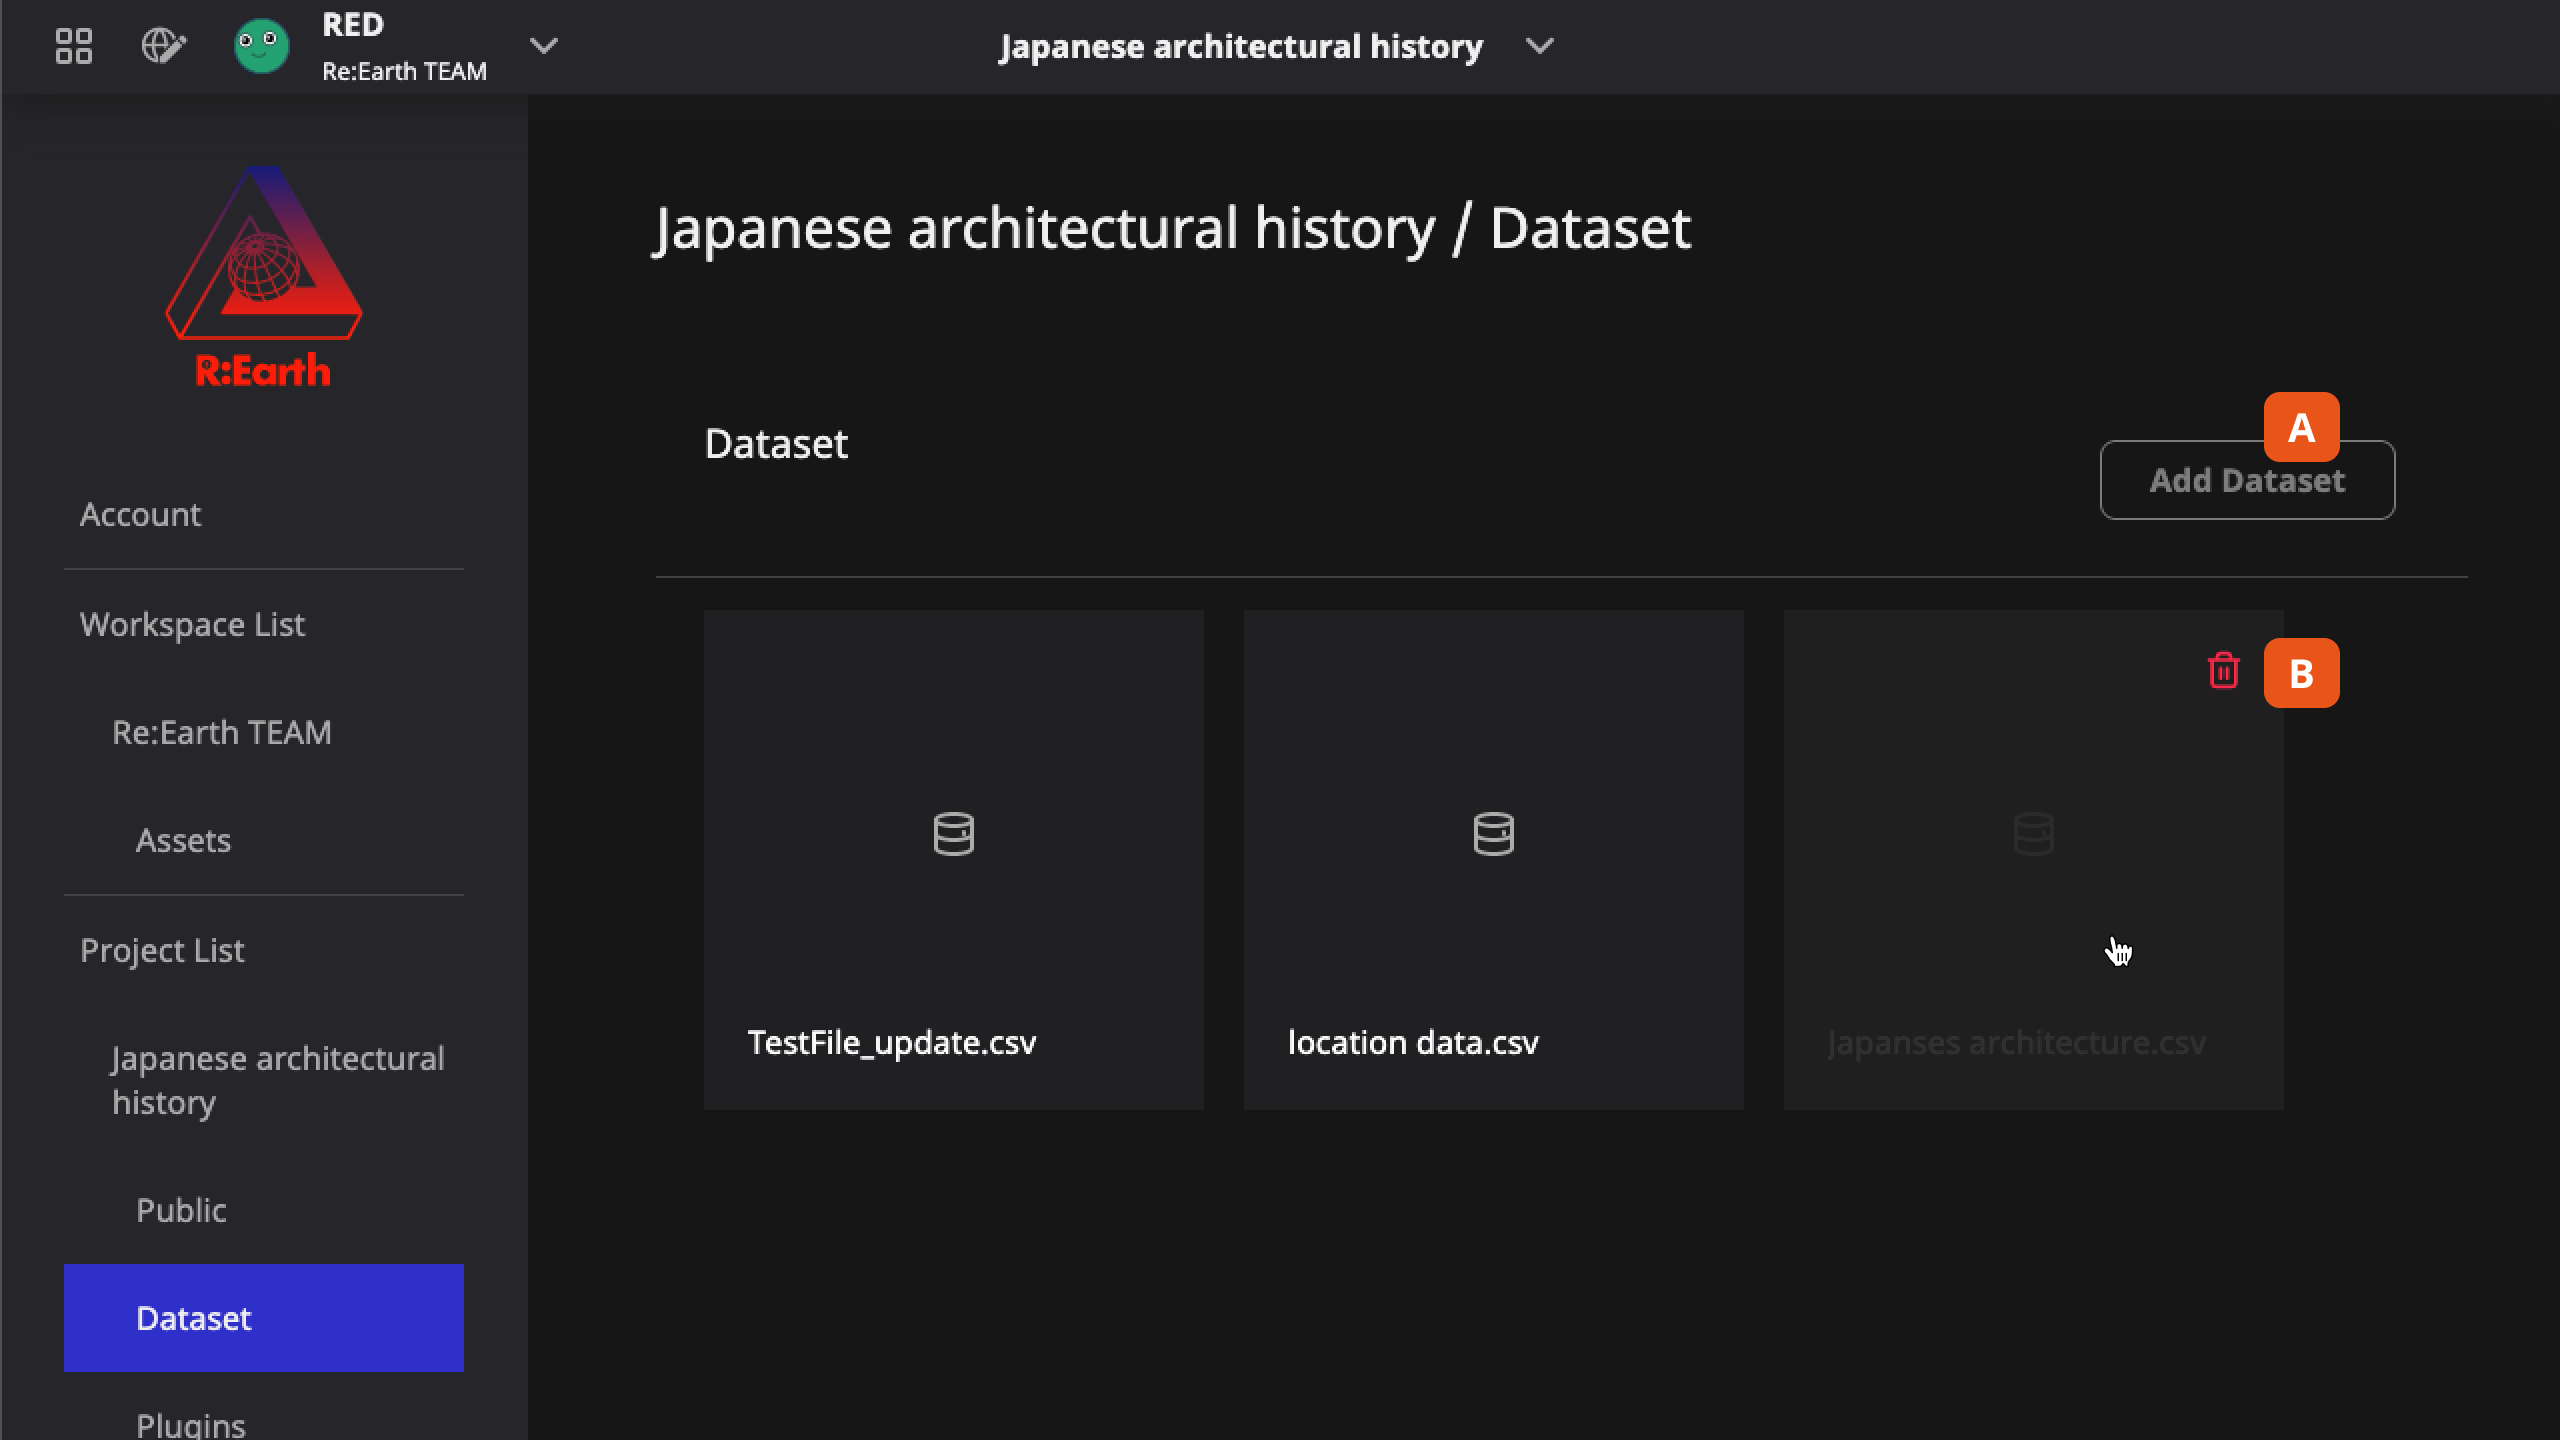 RED
Re:Earth TEAM
Japanese architectural history
R:Earth
Account
Workspace List
Re:Earth TEAM
Assets
Project List
Japanese architectural
history
Public
Dataset
Plugins
Japanese architectural history / Dataset
Dataset
A
Add Dataset
B
TestFile_update.csv
location data.csv
Japanses architecture.csv